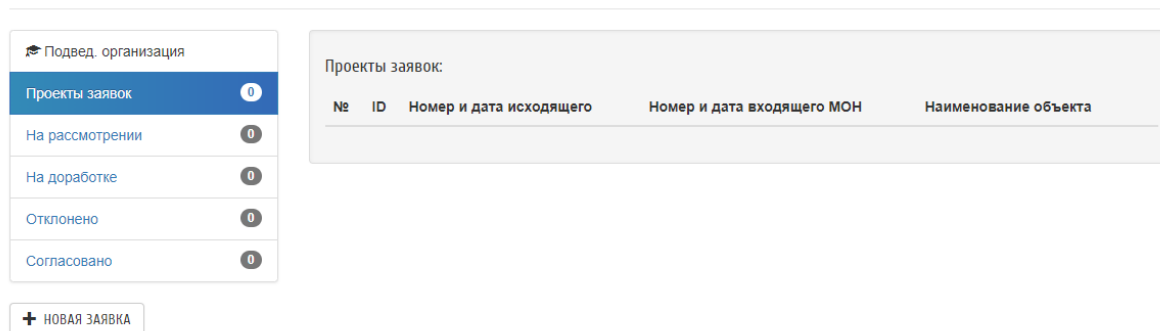 Подвед. организация
Проекты заявок 0
На рассмотрении 0
На доработке 0
Отклонено 0
Согласовано 0
НОВАЯ ЗАЯВКА
Проекты заявок:
№ ID Номер и дата исходящего Номер и дата входящего МОН Наименование объекта